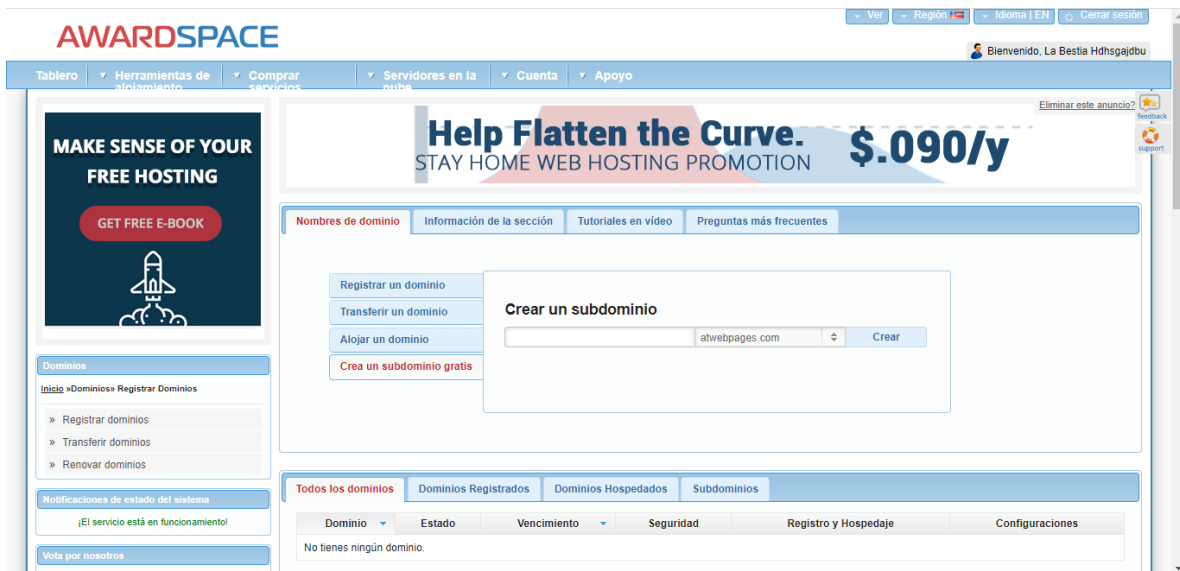 Ver Región Idioma | EN Cerrar sesión
AWARDSPACE
Bienvenido, La Bestia Hdhsgajdbu
Tablero Herramientas de alojamiento Comprar servicios Servidores en la nube Cuenta Apoyo
Eliminar este anuncio?
feedback
support
MAKE SENSE OF YOUR
FREE HOSTING
GET FREE E-BOOK
Help Flatten the Curve.
STAY HOME WEB HOSTING PROMOTION
$.090/y
Nombres de dominio Información de la sección Tutoriales en vídeo Preguntas más frecuentes
Registrar un dominio
Transferir un dominio
Alojar un dominio
Crea un subdominio gratis
Crear un subdominio
atwebpages.com Crear
Dominios
Inicio »Dominios» Registrar Dominios
» Registrar dominios
» Transferir dominios
» Renovar dominios
Notificaciones de estado del sistema
¡El servicio está en funcionamiento!
Vota por nosotros
Todos los dominios Dominios Registrados Dominios Hospedados Subdominios
Dominio Estado Vencimiento Seguridad Registro y Hospedaje Configuraciones
No tienes ningún dominio.